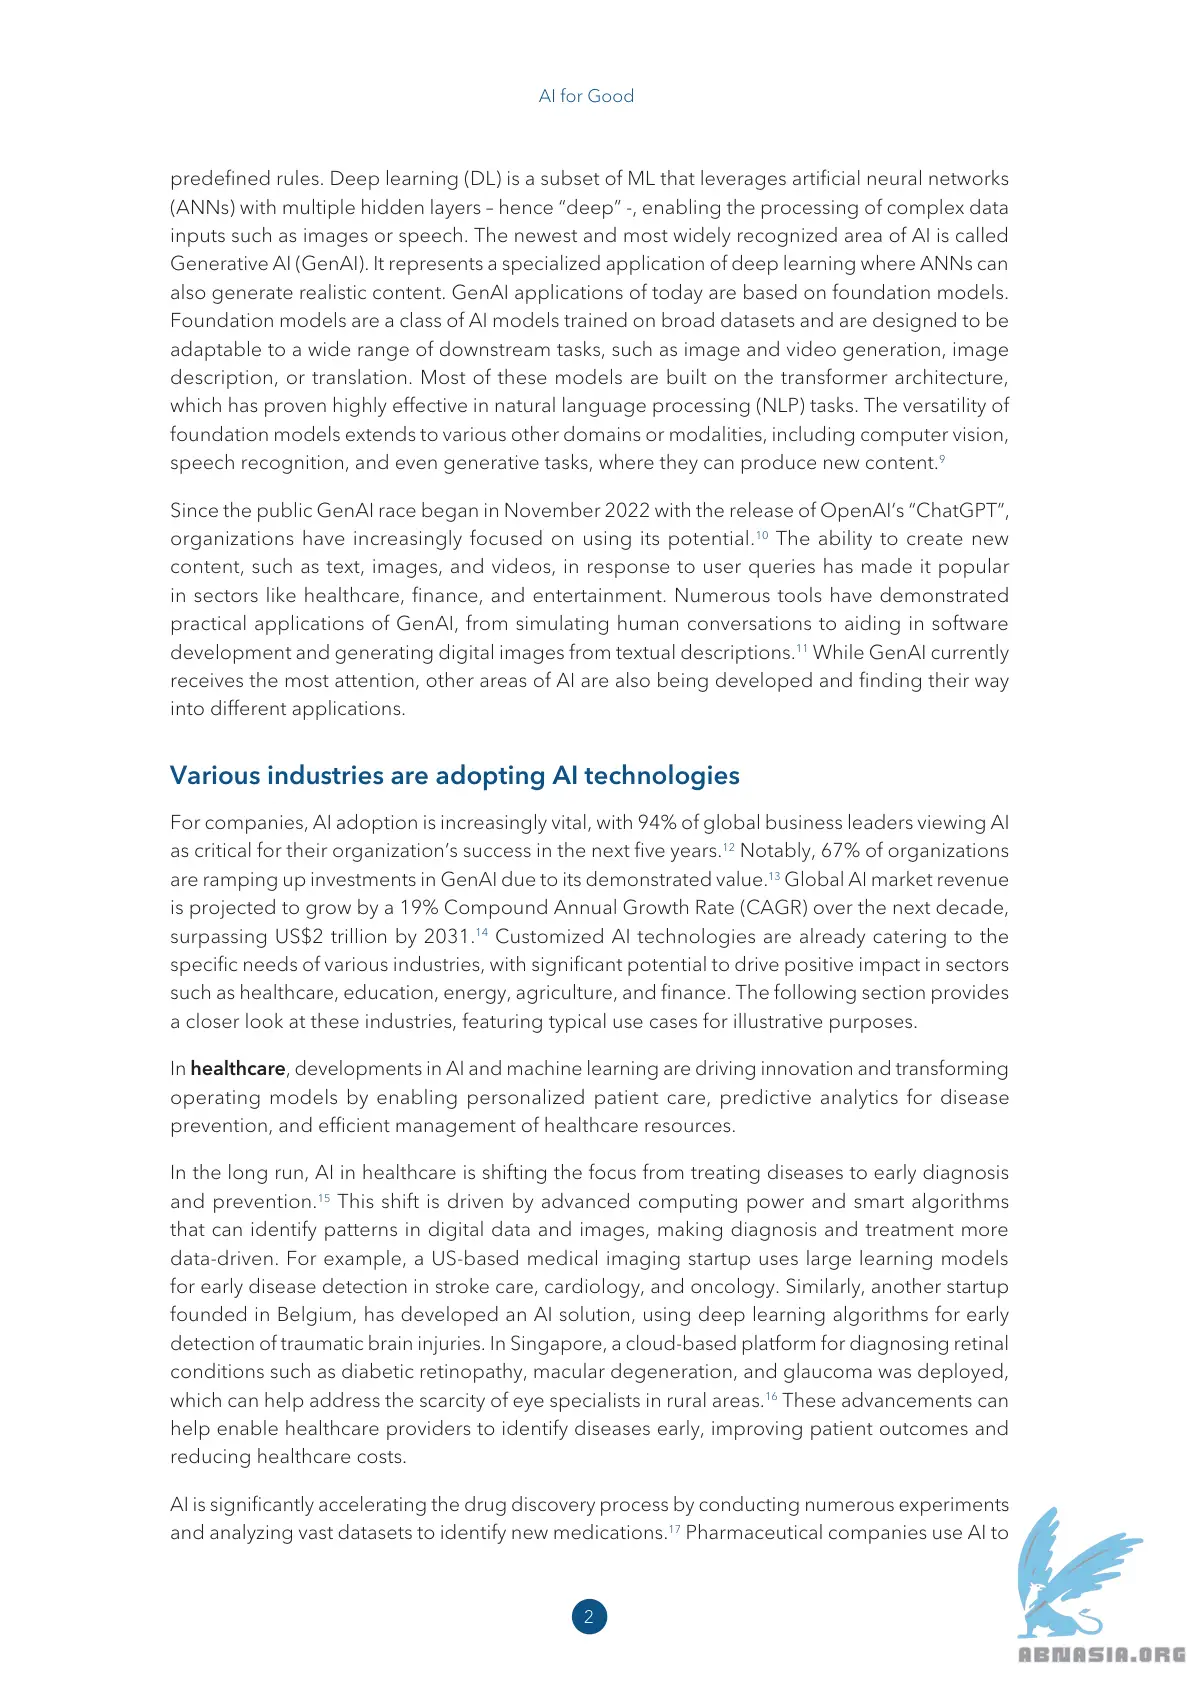 AI for Good
predefined rules. Deep learning (DL) is a subset of ML that leverages artificial neural networks
(ANNs) with multiple hidden layers – hence “deep” -, enabling the processing of complex data
inputs such as images or speech. The newest and most widely recognized area of AI is called
Generative AI (GenAI). It represents a specialized application of deep learning where ANNs can
also generate realistic content. GenAI applications of today are based on foundation models.
Foundation models are a class of AI models trained on broad datasets and are designed to be
adaptable to a wide range of downstream tasks, such as image and video generation, image
description, or translation. Most of these models are built on the transformer architecture,
which has proven highly effective in natural language processing (NLP) tasks. The versatility of
foundation models extends to various other domains or modalities, including computer vision,
speech recognition, and even generative tasks, where they can produce new content.9
Since the public GenAI race began in November 2022 with the release of OpenAI’s “ChatGPT”,
organizations have increasingly focused on using its potential.10 The ability to create new
content, such as text, images, and videos, in response to user queries has made it popular
in sectors like healthcare, finance, and entertainment. Numerous tools have demonstrated
practical applications of GenAI, from simulating human conversations to aiding in software
development and generating digital images from textual descriptions.11 While GenAI currently
receives the most attention, other areas of AI are also being developed and finding their way
into different applications.
Various industries are adopting AI technologies
For companies, AI adoption is increasingly vital, with 94% of global business leaders viewing AI
as critical for their organization’s success in the next five years.12 Notably, 67% of organizations
are ramping up investments in GenAI due to its demonstrated value.13 Global AI market revenue
is projected to grow by a 19% Compound Annual Growth Rate (CAGR) over the next decade,
surpassing US$2 trillion by 2031.14 Customized AI technologies are already catering to the
specific needs of various industries, with significant potential to drive positive impact in sectors
such as healthcare, education, energy, agriculture, and finance. The following section provides
a closer look at these industries, featuring typical use cases for illustrative purposes.
In healthcare, developments in AI and machine learning are driving innovation and transforming
operating models by enabling personalized patient care, predictive analytics for disease
prevention, and efficient management of healthcare resources.
In the long run, AI in healthcare is shifting the focus from treating diseases to early diagnosis
and prevention.15 This shift is driven by advanced computing power and smart algorithms
that can identify patterns in digital data and images, making diagnosis and treatment more
data-driven. For example, a US-based medical imaging startup uses large learning models
for early disease detection in stroke care, cardiology, and oncology. Similarly, another startup
founded in Belgium, has developed an AI solution, using deep learning algorithms for early
detection of traumatic brain injuries. In Singapore, a cloud-based platform for diagnosing retinal
conditions such as diabetic retinopathy, macular degeneration, and glaucoma was deployed,
which can help address the scarcity of eye specialists in rural areas.16 These advancements can
help enable healthcare providers to identify diseases early, improving patient outcomes and
reducing healthcare costs.
AI is significantly accelerating the drug discovery process by conducting numerous experiments
and analyzing vast datasets to identify new medications.17 Pharmaceutical companies use AI to
2
ABNASIA.ORG